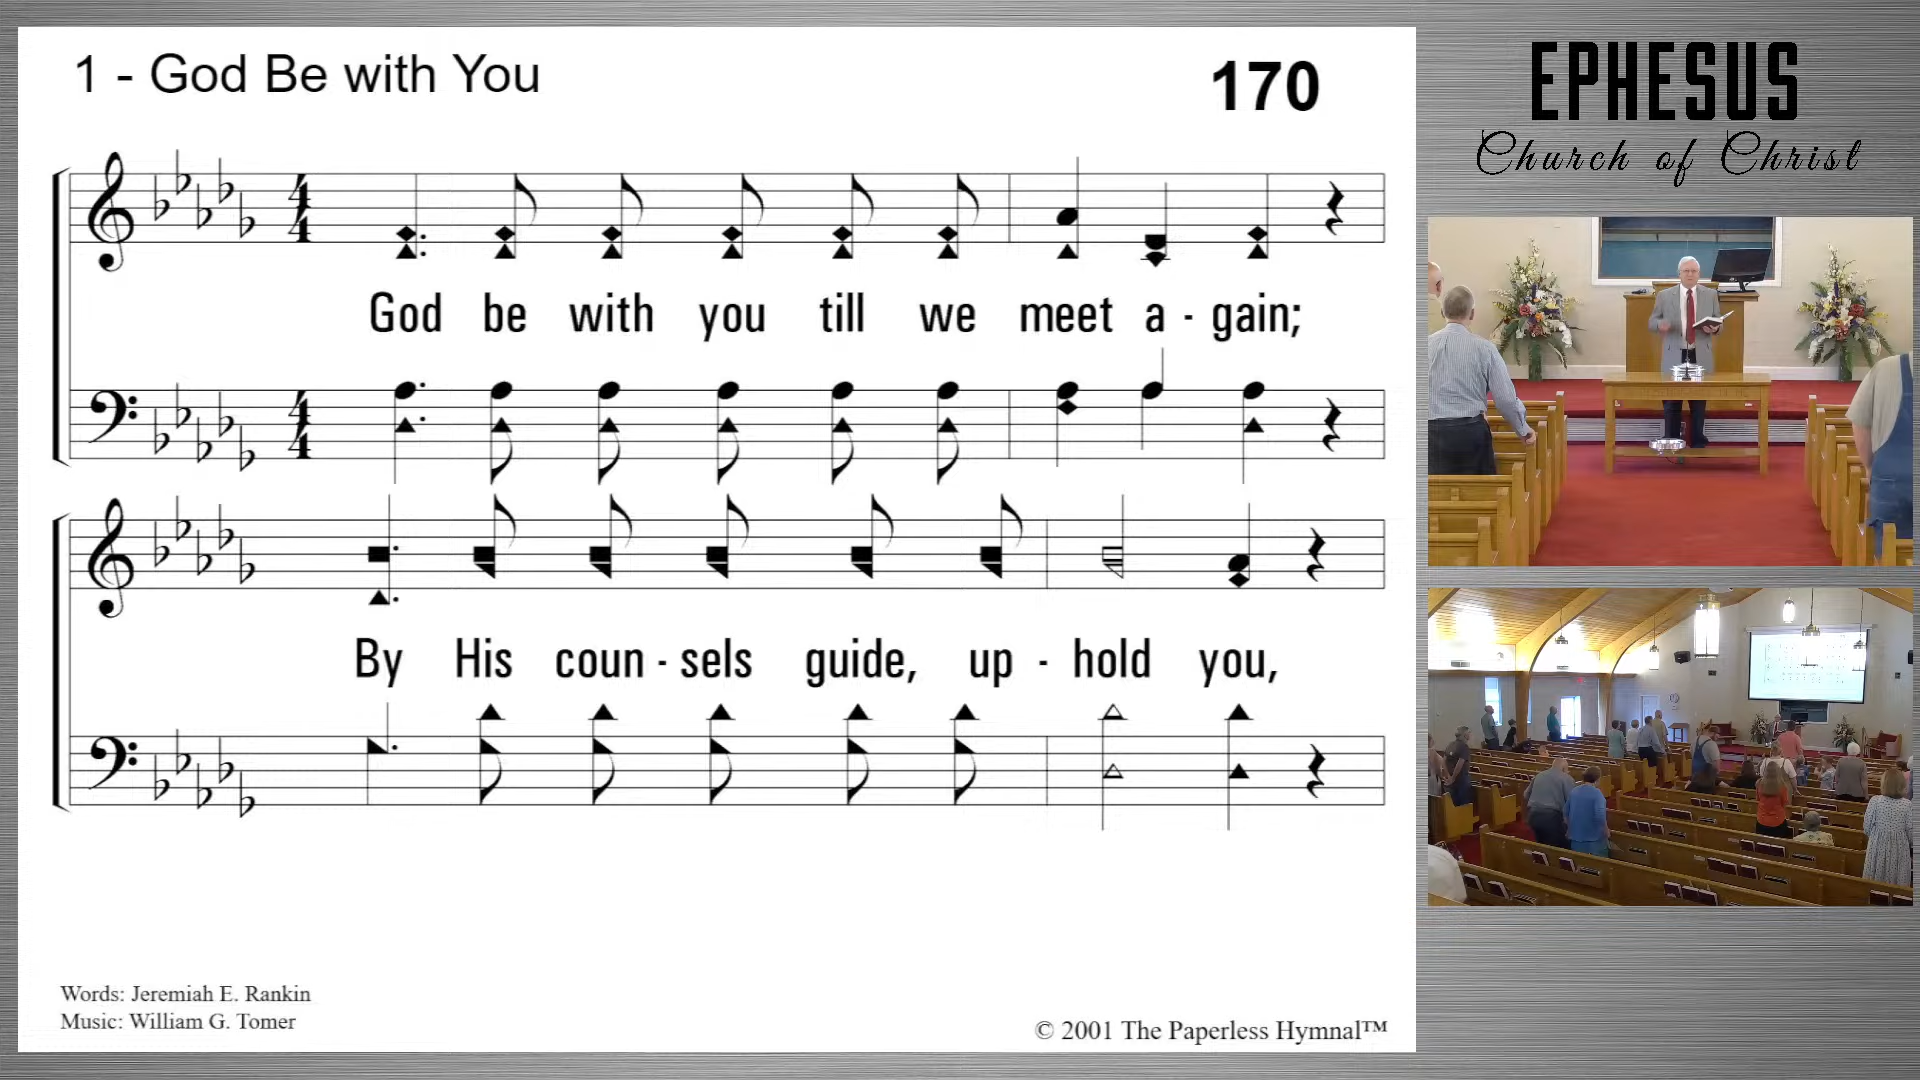 1 - God Be with You
170
God be with you till we meet a - gain;
By His coun - sels guide, up - hold you,
Words: Jeremiah E. Rankin
Music: William G. Tomer
© 2001 The Paperless Hymnal™
EPHESUS
Church of Christ